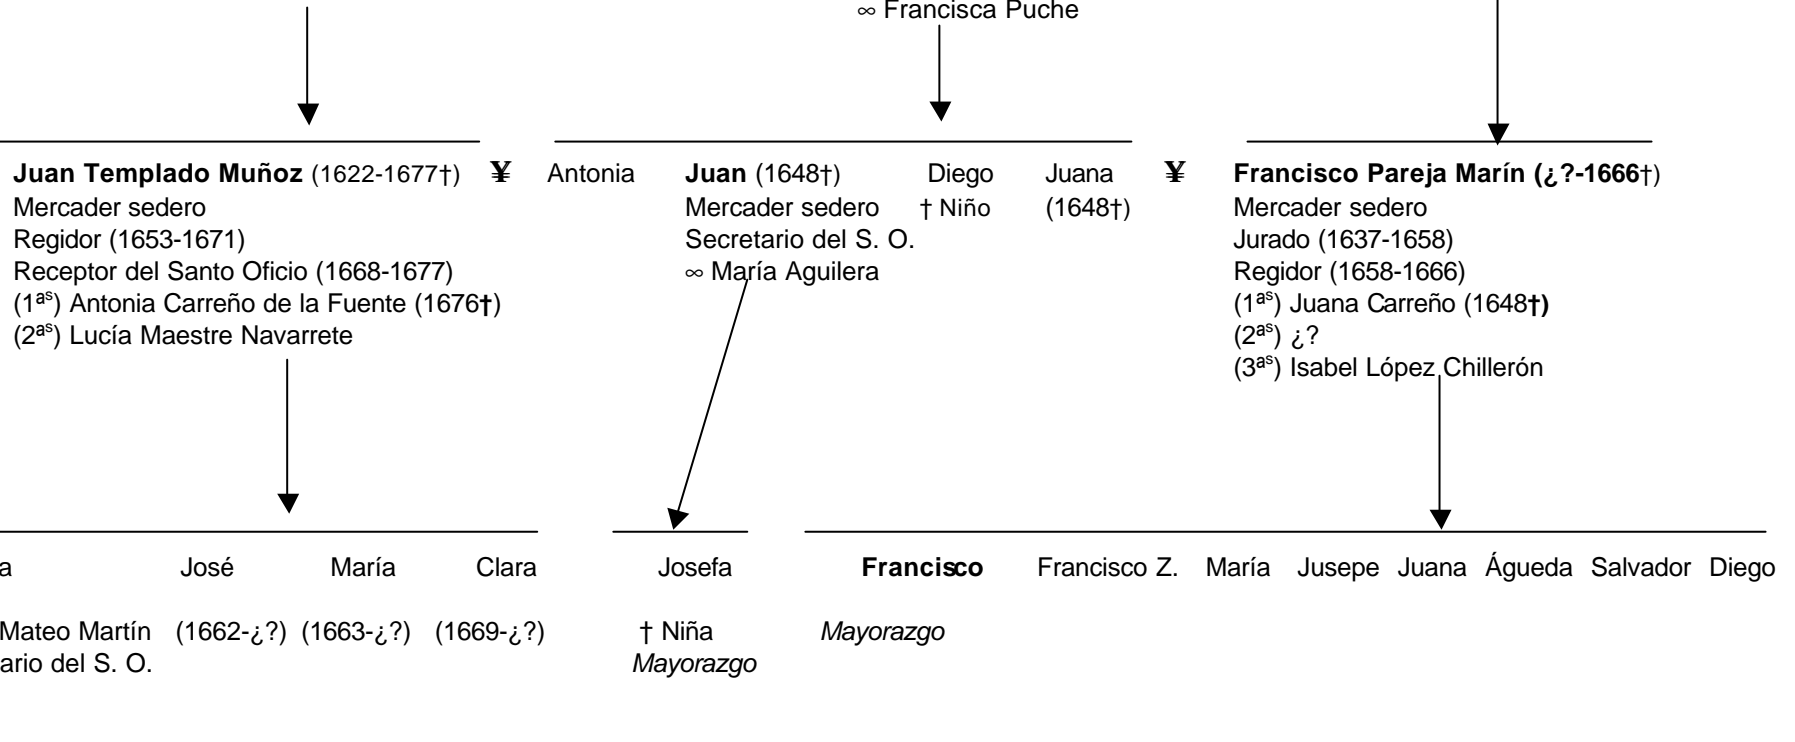 ∞ Francisca Puche
Juan Templado Muñoz (1622-1677†) ¥ Antonia Juan (1648†) Diego Juana ¥ Francisco Pareja Marín (¿?-1666†)
Mercader sedero Mercader sedero † Niño (1648†) Mercader sedero
Regidor (1653-1671) Secretario del S. O. Jurado (1637-1658)
Receptor del Santo Oficio (1668-1677) ∞ María Aguilera Regidor (1658-1666)
(1ªˢ) Antonia Carreño de la Fuente (1676†) (1ªˢ) Juana Carreño (1648†)
(2ªˢ) Lucía Maestre Navarrete (2ªˢ) ¿?
(3ªˢ) Isabel López Chillerón
a José María Clara Josefa Francisco Francisco Z. María Jusepe Juana Águeda Salvador Diego
Mateo Martín (1662-¿?) (1663-¿?) (1669-¿?) † Niña Mayorazgo
ario del S. O. Mayorazgo